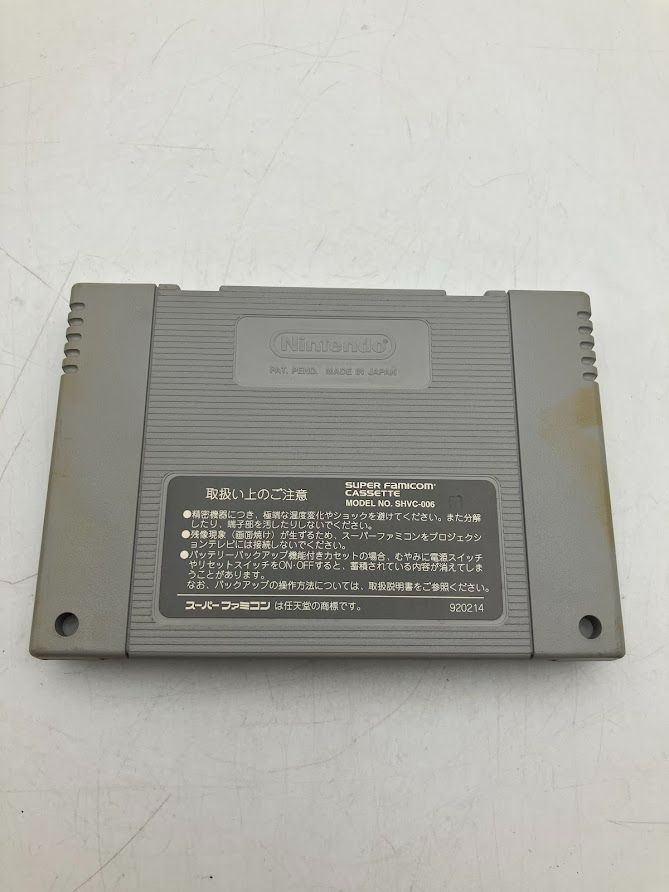 Nintendo®
PAT. PEND. MADE IN JAPAN
取扱い上のご注意
SUPER FAMICOM®
CASSETTE
MODEL NO. SHVC-006
●精密機器につき、極端な温度変化やショックを避けてください。また分解
したり、端子部を汚したりしないでください。
●残像現象（画面焼け）が生ずるため、スーパーファミコンをプロジェクショ
ンテレビには接続しないでください。
●バッテリーバックアップ機能付きカセットの場合、むやみに電源スイッチ
やリセットスイッチをON・OFFすると、蓄積されている内容が消えてしま
うことがあります。
なお、バックアップの操作方法については、取扱説明書をご参照ください。
スーパーファミコンは任天堂の商標です。
920214